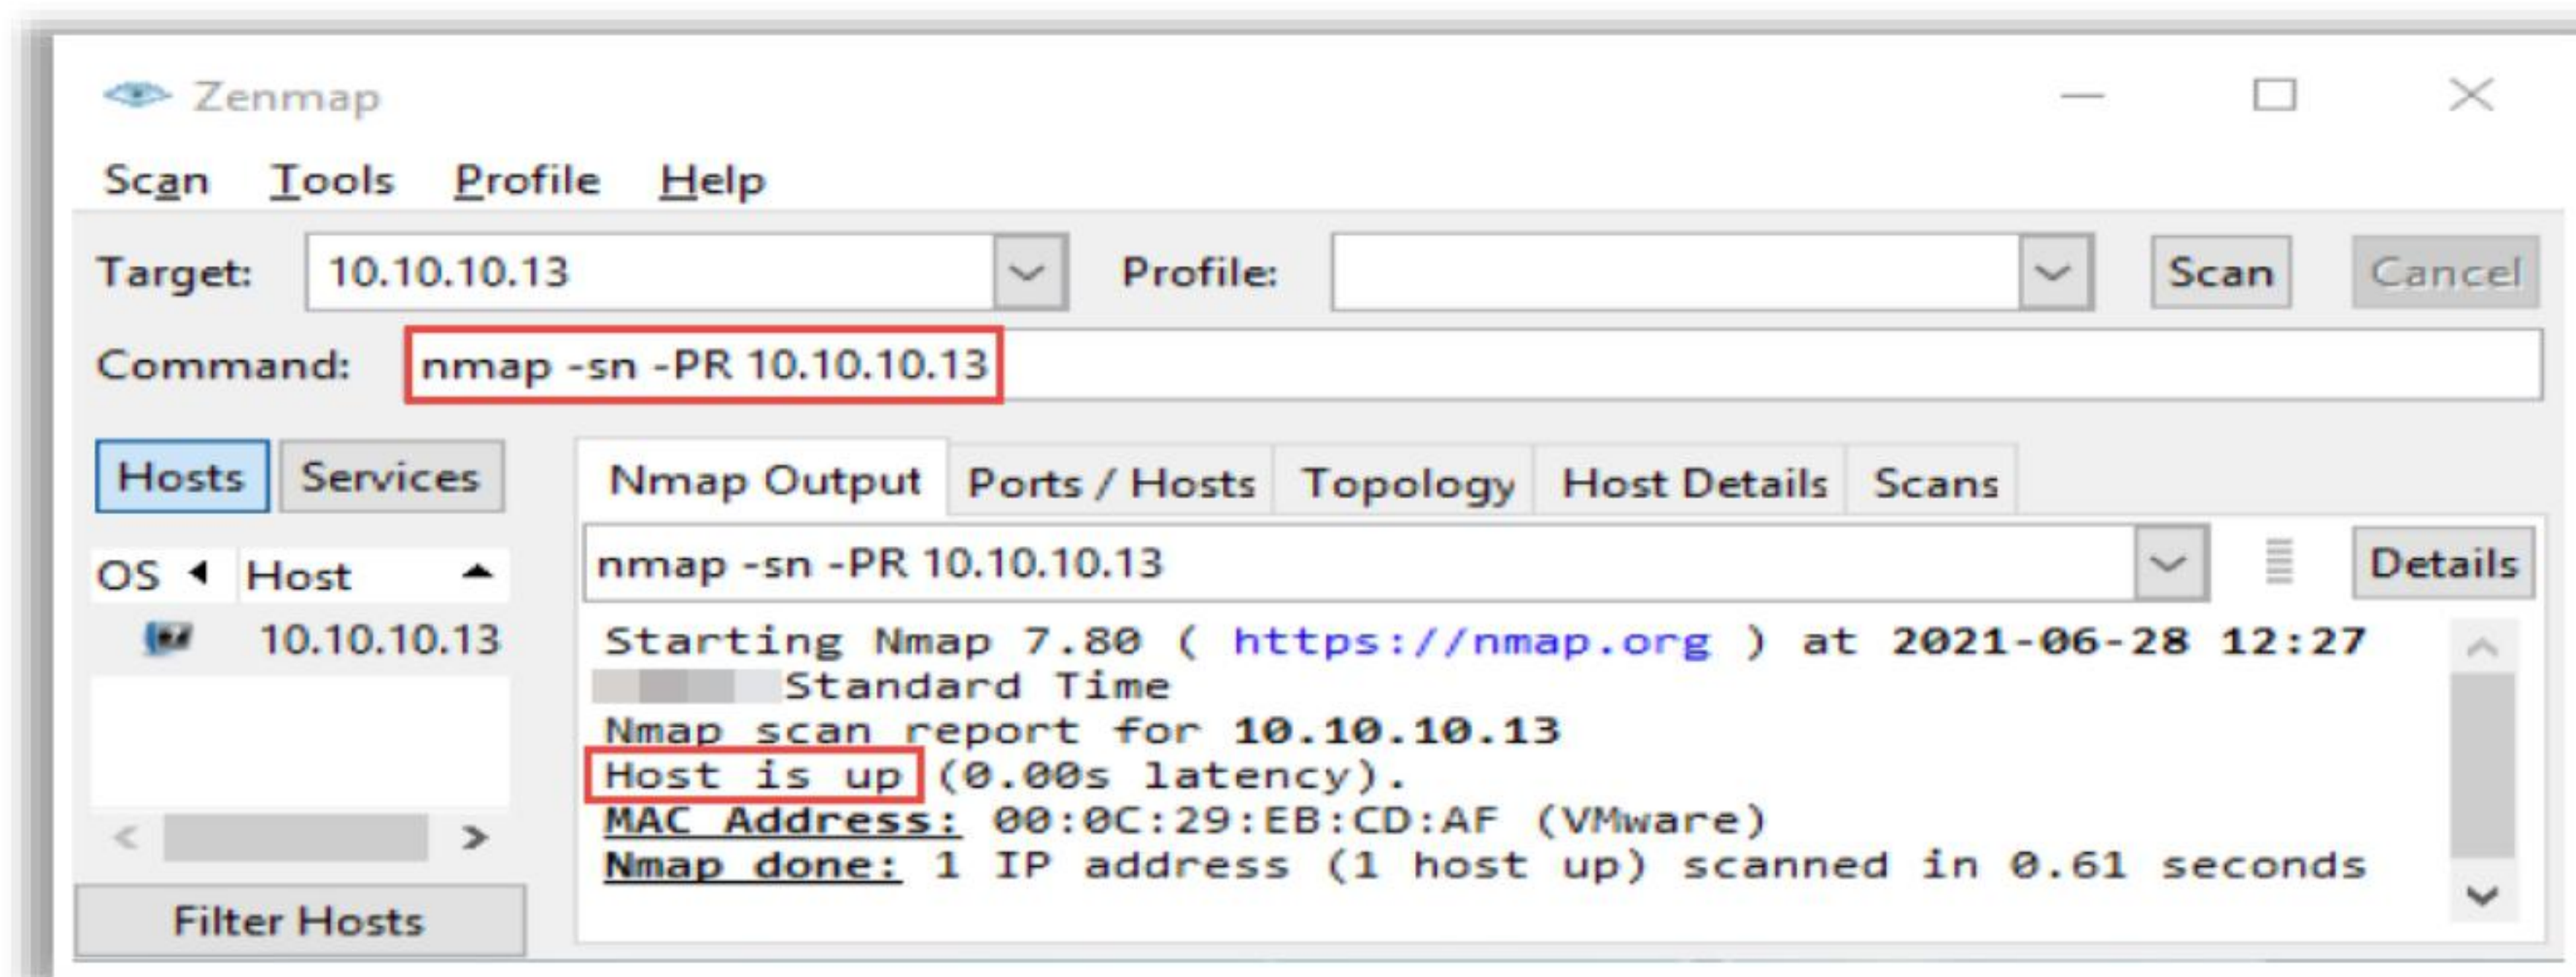 Zenmap
Scan Tools Profile Help
Target: 10.10.10.13 Profile: Scan Cancel
Command: nmap -sn -PR 10.10.10.13
Hosts Services Nmap Output Ports / Hosts Topology Host Details Scans
OS Host nmap -sn -PR 10.10.10.13 Details
10.10.10.13
Starting Nmap 7.80 ( https://nmap.org ) at 2021-06-28 12:27
Standard Time
Nmap scan report for 10.10.10.13
Host is up (0.00s latency).
MAC Address: 00:0C:29:EB:CD:AF (VMware)
Nmap done: 1 IP address (1 host up) scanned in 0.61 seconds
Filter Hosts